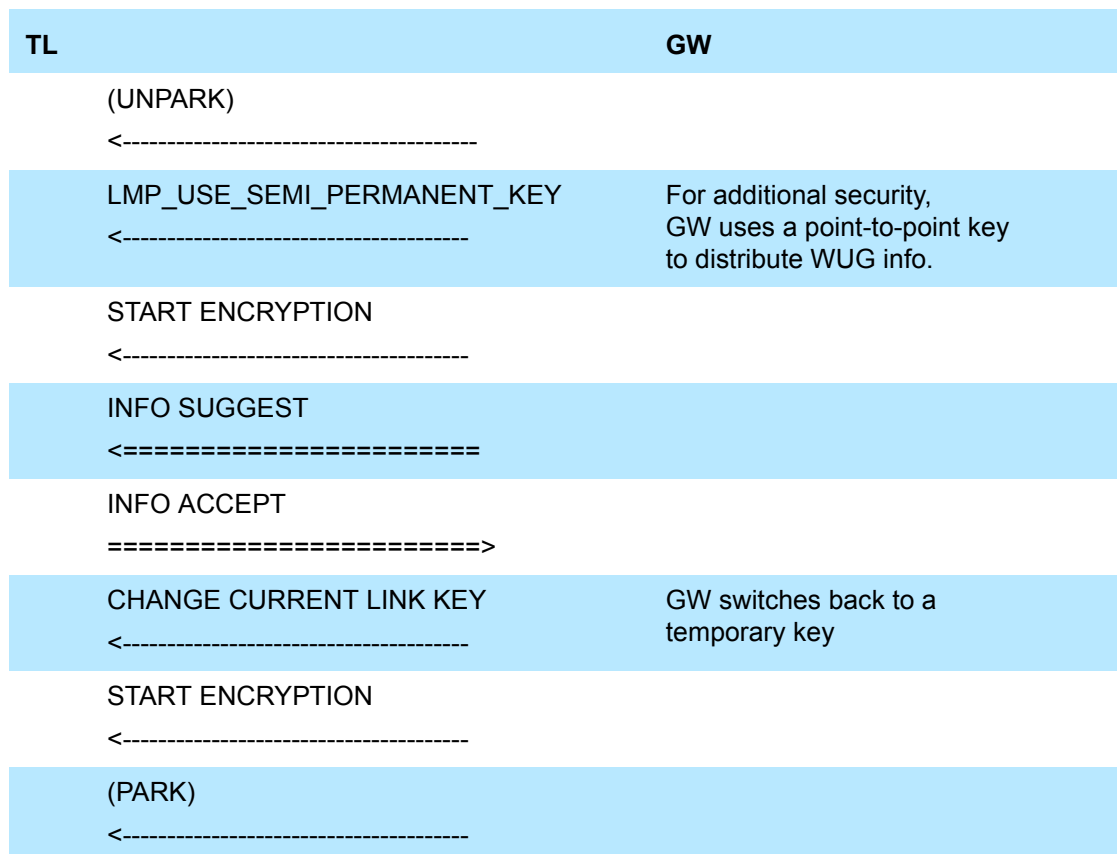 TL GW
(UNPARK)
<----------------------------------------
LMP_USE_SEMI_PERMANENT_KEY For additional security,
<--------------------------------------- GW uses a point-to-point key
to distribute WUG info.
START ENCRYPTION
<---------------------------------------
INFO SUGGEST
<=======================
INFO ACCEPT
========================>
CHANGE CURRENT LINK KEY GW switches back to a
<--------------------------------------- temporary key
START ENCRYPTION
<---------------------------------------
(PARK)
<---------------------------------------